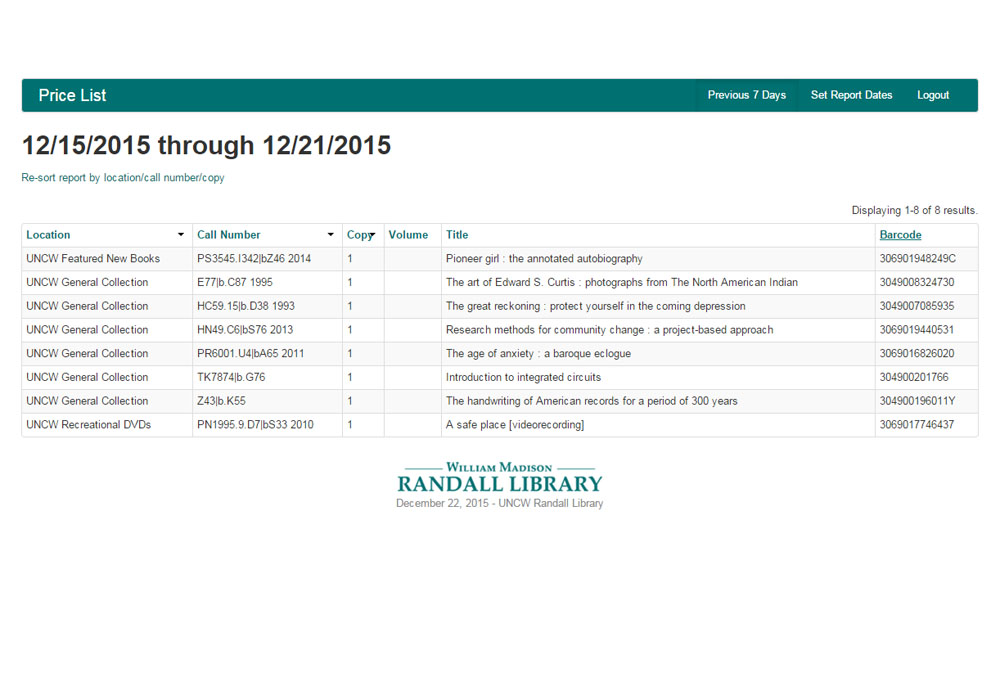 Price List Previous 7 Days Set Report Dates Logout
12/15/2015 through 12/21/2015
Re-sort report by location/call number/copy
Displaying 1-8 of 8 results.
Location Call Number Copy Volume Title Barcode
UNCW Featured New Books PS3545.I342|bZ46 2014 1 Pioneer girl : the annotated autobiography 306901948249C
UNCW General Collection E77|b.C87 1995 1 The art of Edward S. Curtis : photographs from The North American Indian 3049008324730
UNCW General Collection HC59.15|b.D38 1993 1 The great reckoning : protect yourself in the coming depression 3049007085935
UNCW General Collection HN49.C6|bS76 2013 1 Research methods for community change : a project-based approach 3069019440531
UNCW General Collection PR6001.U4|bA65 2011 1 The age of anxiety : a baroque eclogue 3069016826020
UNCW General Collection TK7874|b.G76 1 Introduction to integrated circuits 304900201766
UNCW General Collection Z43|b.K55 1 The handwriting of American records for a period of 300 years 304900196011Y
UNCW Recreational DVDs PN1995.9.D7|bS33 2010 1 A safe place [videorecording] 3069017746437
WILLIAM MADISON
RANDALL LIBRARY
December 22, 2015 - UNCW Randall Library